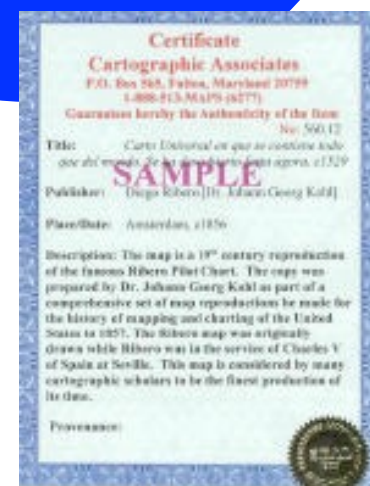 Certificate
Cartographic Associates
P.O. Box 565, Fulton, Maryland 20759
1-888-513-MAPS (6277)
Guarantees hereby the Authenticity of the Item
No: 560.12
Title: Carta Universal en que se contiene todo
que del mundo. Se ha agora, c1529
SAMPLE
Publisher: Diego Ribero [Dr. Johann Georg Kohl]
Place/Date: Amsterdam, c1856
Description: The map is a 19th century reproduction
of the famous Ribero Pilot Chart. The copy was
prepared by Dr. Johann Georg Kohl as part of a
comprehensive set of map reproductions he made for
the history of mapping and charting of the United
States to 1857. The Ribero map was originally
drawn while Ribero was in the service of Charles V
of Spain at Seville. This map is considered by many
cartographic scholars to be the finest production of
its time.
Provenance: